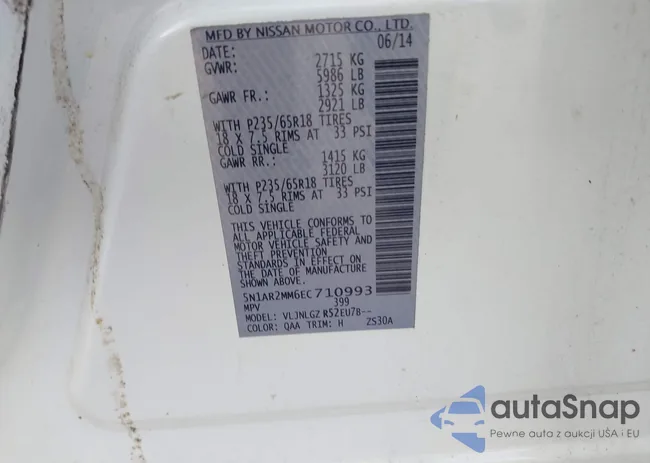 MFD BY NISSAN MOTOR CO., LTD.
DATE: 06/14
GVWR: 2715 KG
5986 LB
GAWR FR.: 1325 KG
2921 LB
WITH P235/65R18 TIRES
18 X 7.5 RIMS AT 33 PSI
COLD SINGLE
GAWR RR.: 1415 KG
3120 LB
WITH P235/65R18 TIRES
18 X 7.5 RIMS AT 33 PSI
COLD SINGLE
THIS VEHICLE CONFORMS TO
ALL APPLICABLE FEDERAL
MOTOR VEHICLE SAFETY AND
THEFT PREVENTION
STANDARDS IN EFFECT ON
THE DATE OF MANUFACTURE
SHOWN ABOVE.
5N1AR2MM6EC710993
MPV 399
MODEL: VLJNLGZ R52EU7B--
COLOR: QAA TRIM: H ZS30A
autaSnap
Pewne auta z aukcji USA i EU